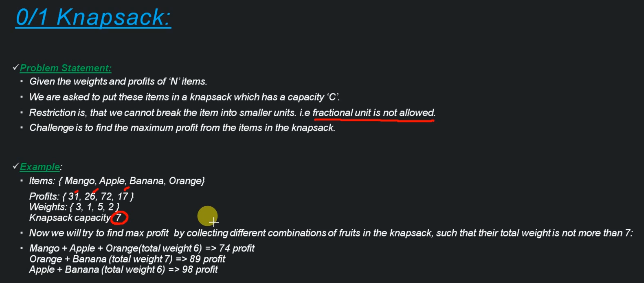 0/1 Knapsack:
✓ Problem Statement:
• Given the weights and profits of 'N' items.
• We are asked to put these items in a knapsack which has a capacity 'C'.
• Restriction is, that we cannot break the item into smaller units. i.e fractional unit is not allowed.
• Challenge is to find the maximum profit from the items in the knapsack.
✓ Example:
• Items: { Mango, Apple, Banana, Orange}
Profits: { 31, 26, 72, 17 }
Weights: { 3, 1, 5, 2 }
Knapsack capacity: 7
• Now we will try to find max profit by collecting different combinations of fruits in the knapsack, such that their total weight is not more than 7:
• Mango + Apple + Orange(total weight 6) => 74 profit
Orange + Banana (total weight 7) => 89 profit
Apple + Banana (total weight 6) => 98 profit